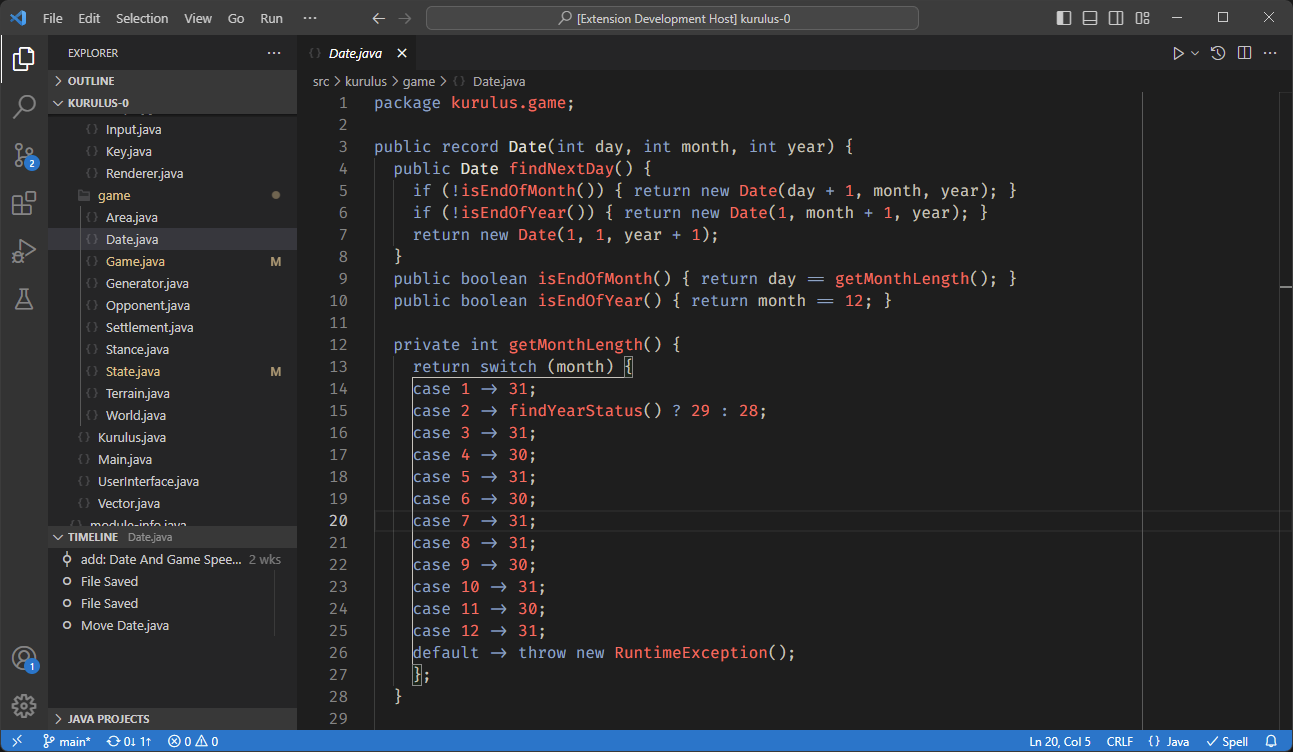 File Edit Selection View Go Run ··· [Extension Development Host] kurulus-0
EXPLORER ···
OUTLINE
KURULUS-0
Input.java
Key.java
Renderer.java
game
Area.java
Date.java
Game.java M
Generator.java
Opponent.java
Settlement.java
Stance.java
State.java M
Terrain.java
World.java
Kurulus.java
Main.java
UserInterface.java
Vector.java
module-info.java
TIMELINE Date.java
add: Date And Game Spee... 2 wks
File Saved
File Saved
Move Date.java
JAVA PROJECTS
2
1
Date.java
src > kurulus > game > Date.java
1 package kurulus.game;
2
3 public record Date(int day, int month, int year) {
4 public Date findNextDay() {
5 if (!isEndOfMonth()) { return new Date(day + 1, month, year); }
6 if (!isEndOfYear()) { return new Date(1, month + 1, year); }
7 return new Date(1, 1, year + 1);
8 }
9 public boolean isEndOfMonth() { return day == getMonthLength(); }
10 public boolean isEndOfYear() { return month == 12; }
11
12 private int getMonthLength() {
13 return switch (month) {
14 case 1 -> 31;
15 case 2 -> findYearStatus() ? 29 : 28;
16 case 3 -> 31;
17 case 4 -> 30;
18 case 5 -> 31;
19 case 6 -> 30;
20 case 7 -> 31;
21 case 8 -> 31;
22 case 9 -> 30;
23 case 10 -> 31;
24 case 11 -> 30;
25 case 12 -> 31;
26 default -> throw new RuntimeException();
27 };
28 }
29
main* 0↓ 1↑ 0 0 Ln 20, Col 5 CRLF {} Java Spell